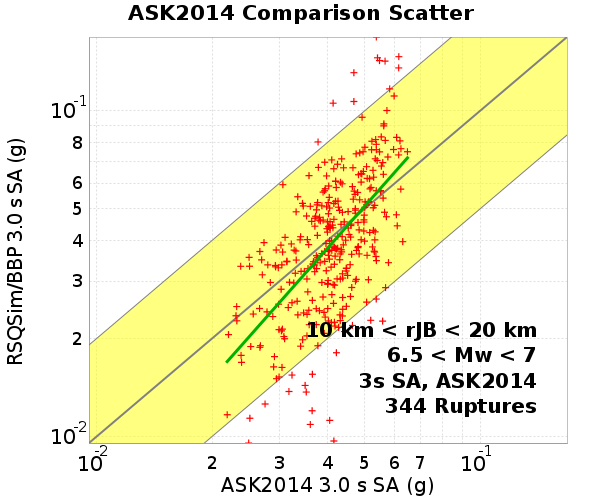 ASK2014 Comparison Scatter
RSQSim/BBP 3.0 s SA (g)
10⁻¹
8
6
5
4
3
2
10⁻²
10 km < rJB < 20 km
6.5 < Mw < 7
3s SA, ASK2014
344 Ruptures
10⁻² 2 3 4 5 6 7 10⁻¹
ASK2014 3.0 s SA (g)